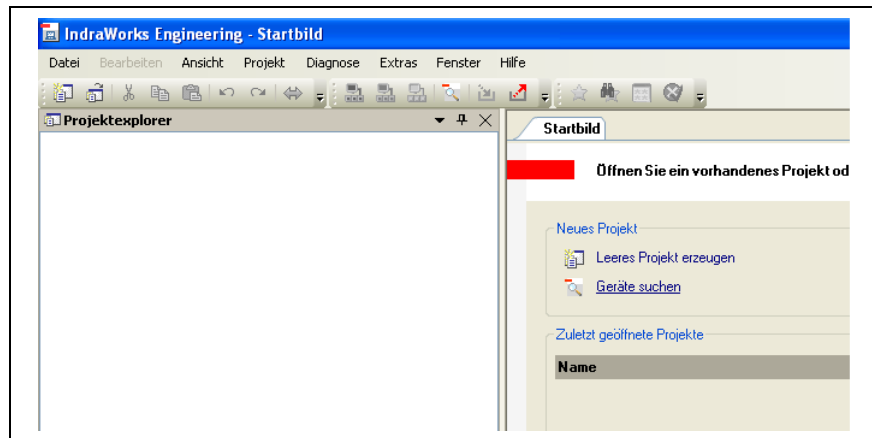 IndraWorks Engineering - Startbild
Datei Bearbeiten Ansicht Projekt Diagnose Extras Fenster Hilfe
Projektexplorer
Startbild
Öffnen Sie ein vorhandenes Projekt od
Neues Projekt
Leeres Projekt erzeugen
Geräte suchen
Zuletzt geöffnete Projekte
Name